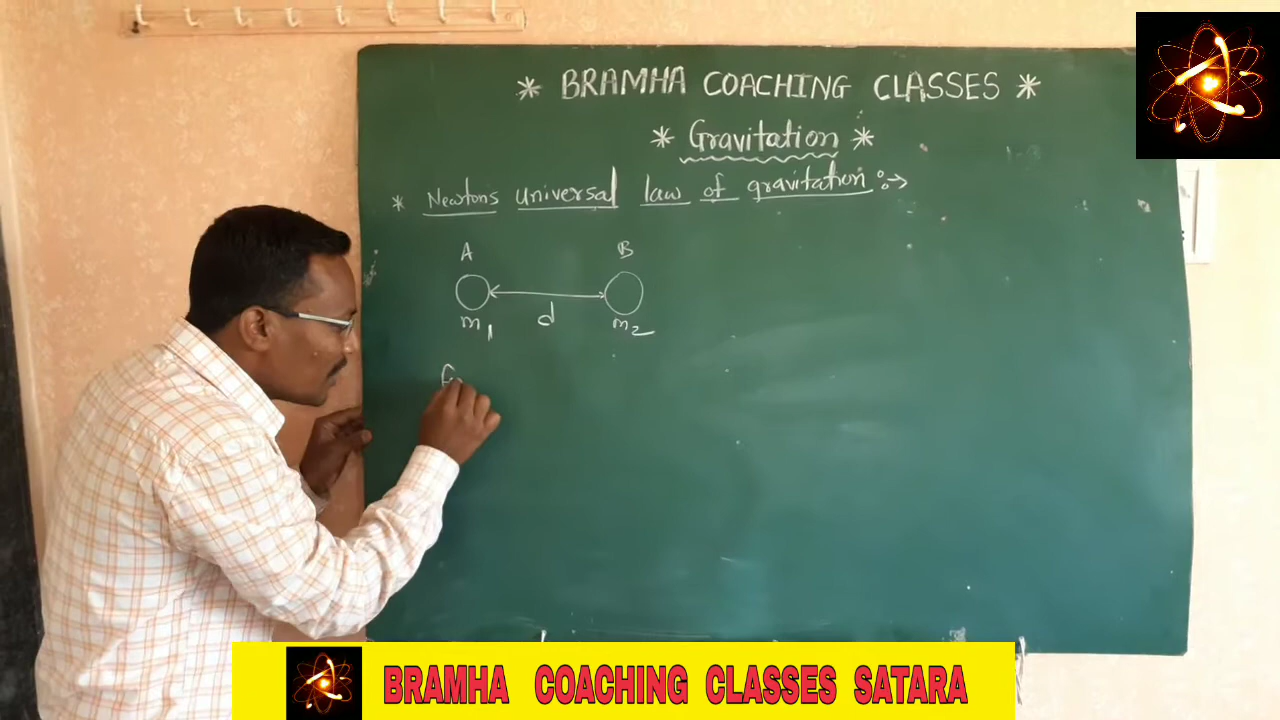 * BRAMHA COACHING CLASSES *
* Gravitation *
* Newtons universal law of gravitation :→
A B
m1 d m2
F
BRAMHA COACHING CLASSES SATARA